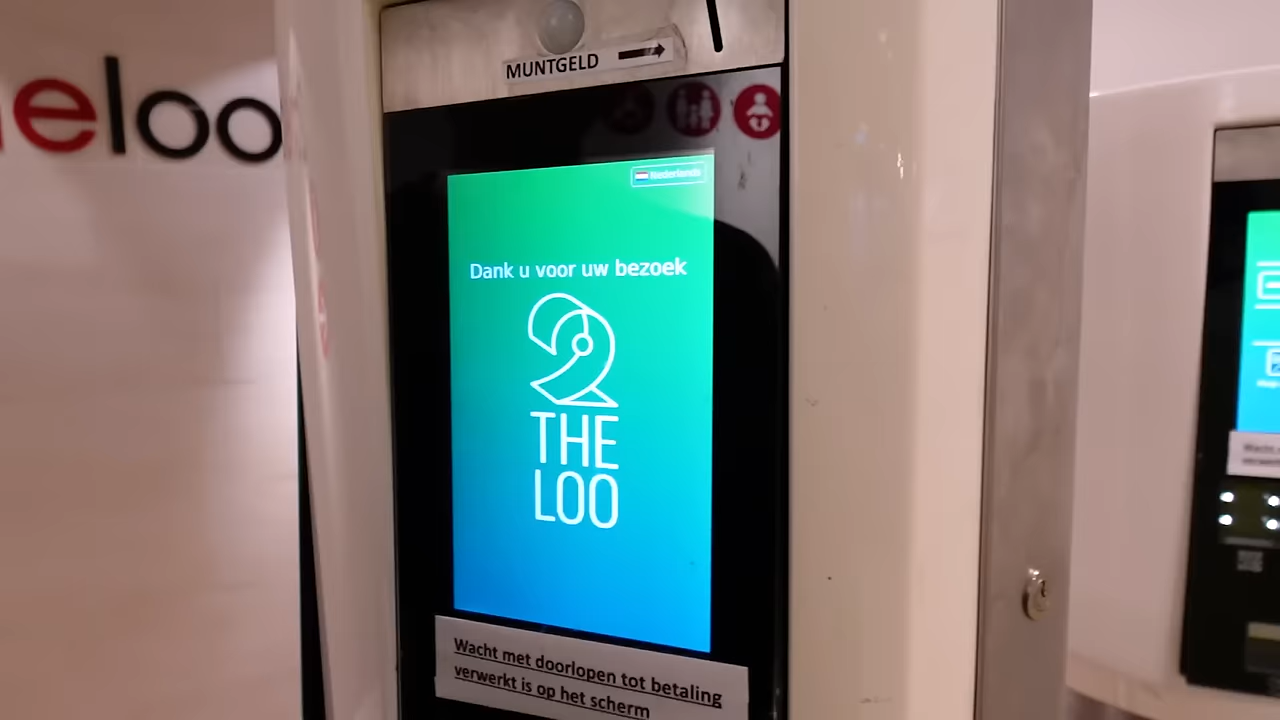 eloo
MUNTGELD
Nederlands
Dank u voor uw bezoek
2
THE
LOO
Wacht met doorlopen tot betaling
verwerkt is op het scherm